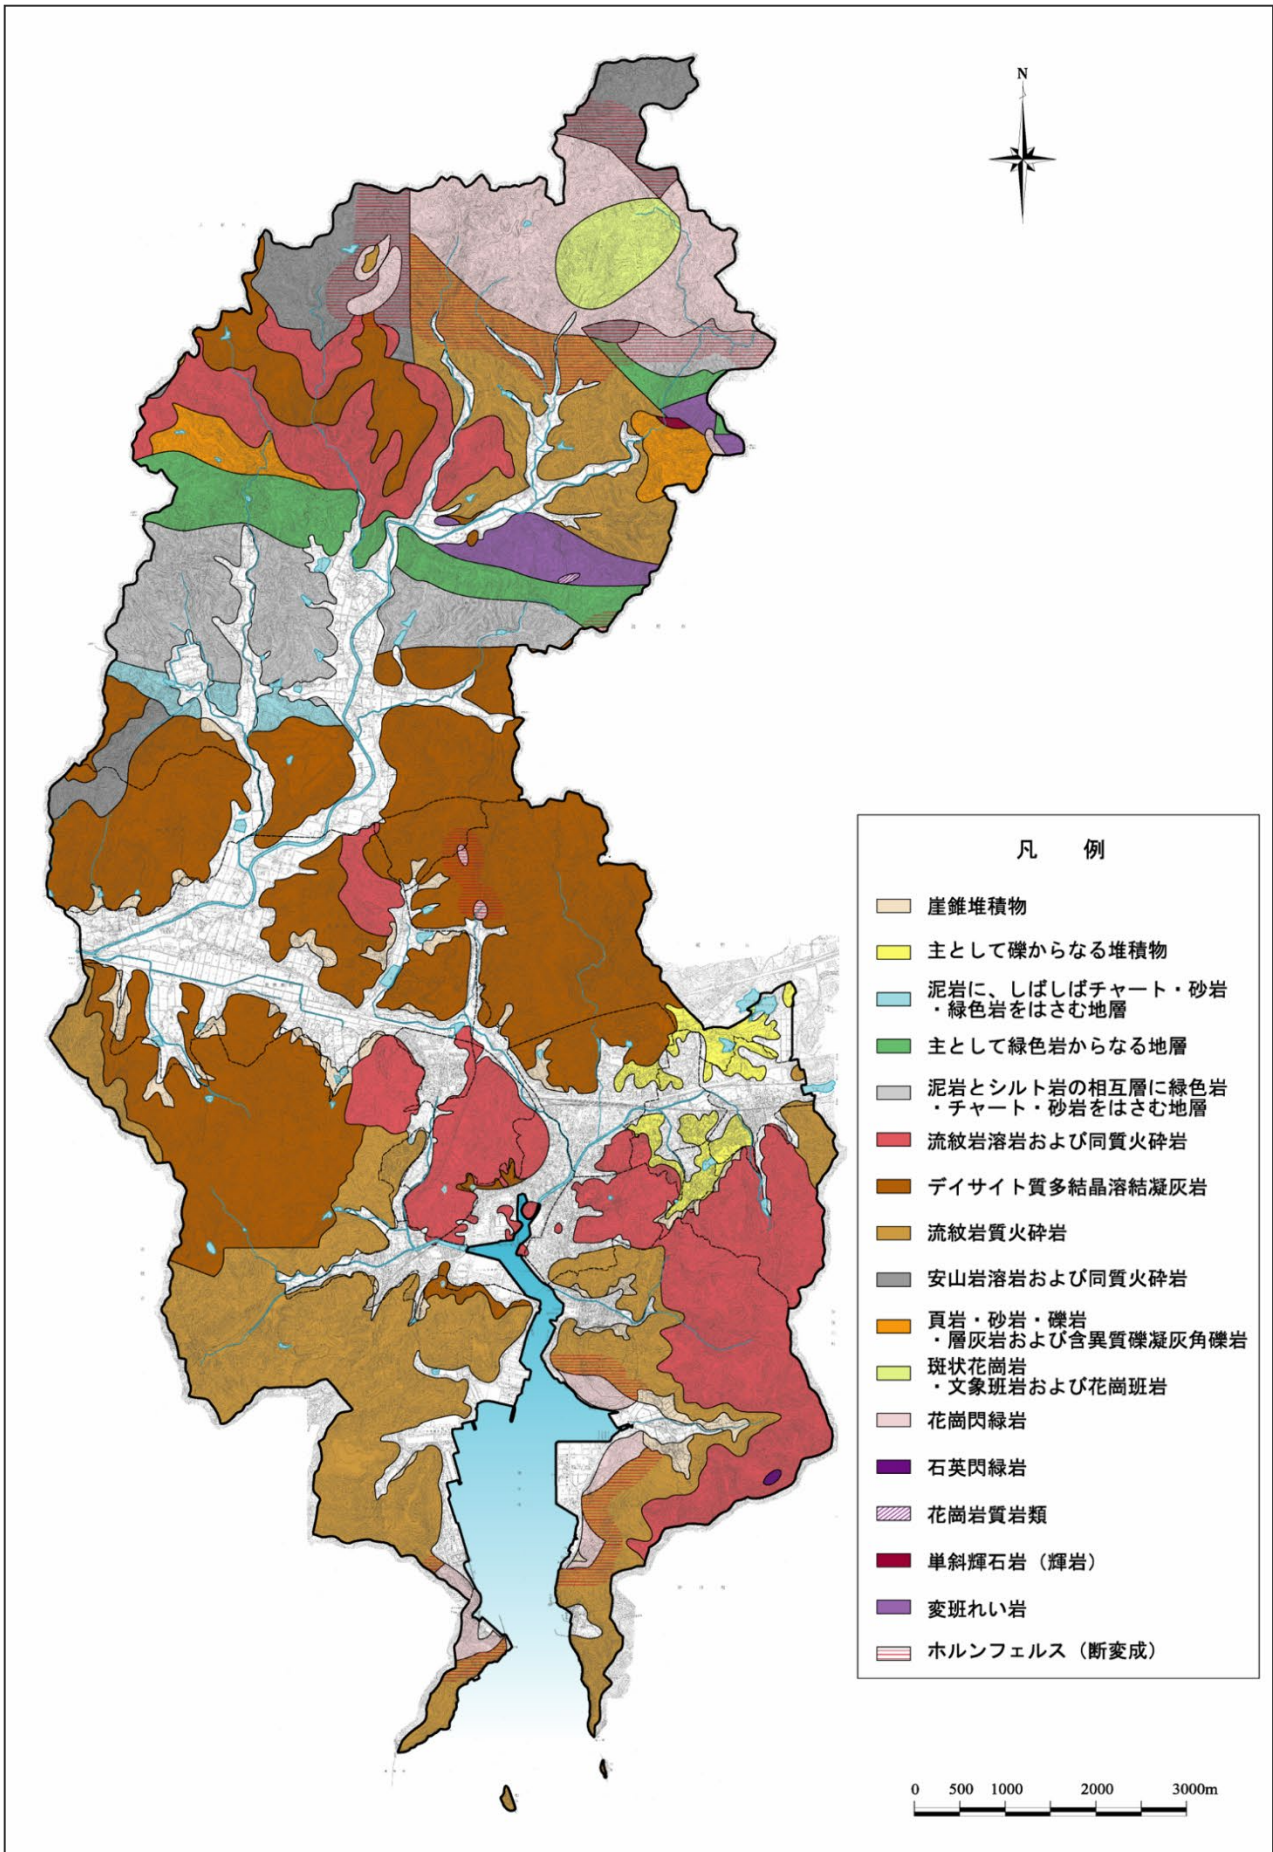 N
凡 例
崖錐堆積物
主として礫からなる堆積物
泥岩に、しばしばチャート・砂岩
・緑色岩をはさむ地層
主として緑色岩からなる地層
泥岩とシルト岩の相互層に緑色岩
・チャート・砂岩をはさむ地層
流紋岩溶岩および同質火砕岩
デイサイト質多結晶溶結凝灰岩
流紋岩質火砕岩
安山岩溶岩および同質火砕岩
頁岩・砂岩・礫岩
・層灰岩および含異質礫凝灰角礫岩
斑状花崗岩
・文象班岩および花崗班岩
花崗閃緑岩
石英閃緑岩
花崗岩質岩類
単斜輝石岩（輝岩）
変班れい岩
ホルンフェルス（断変成）
0 500 1000 2000 3000m